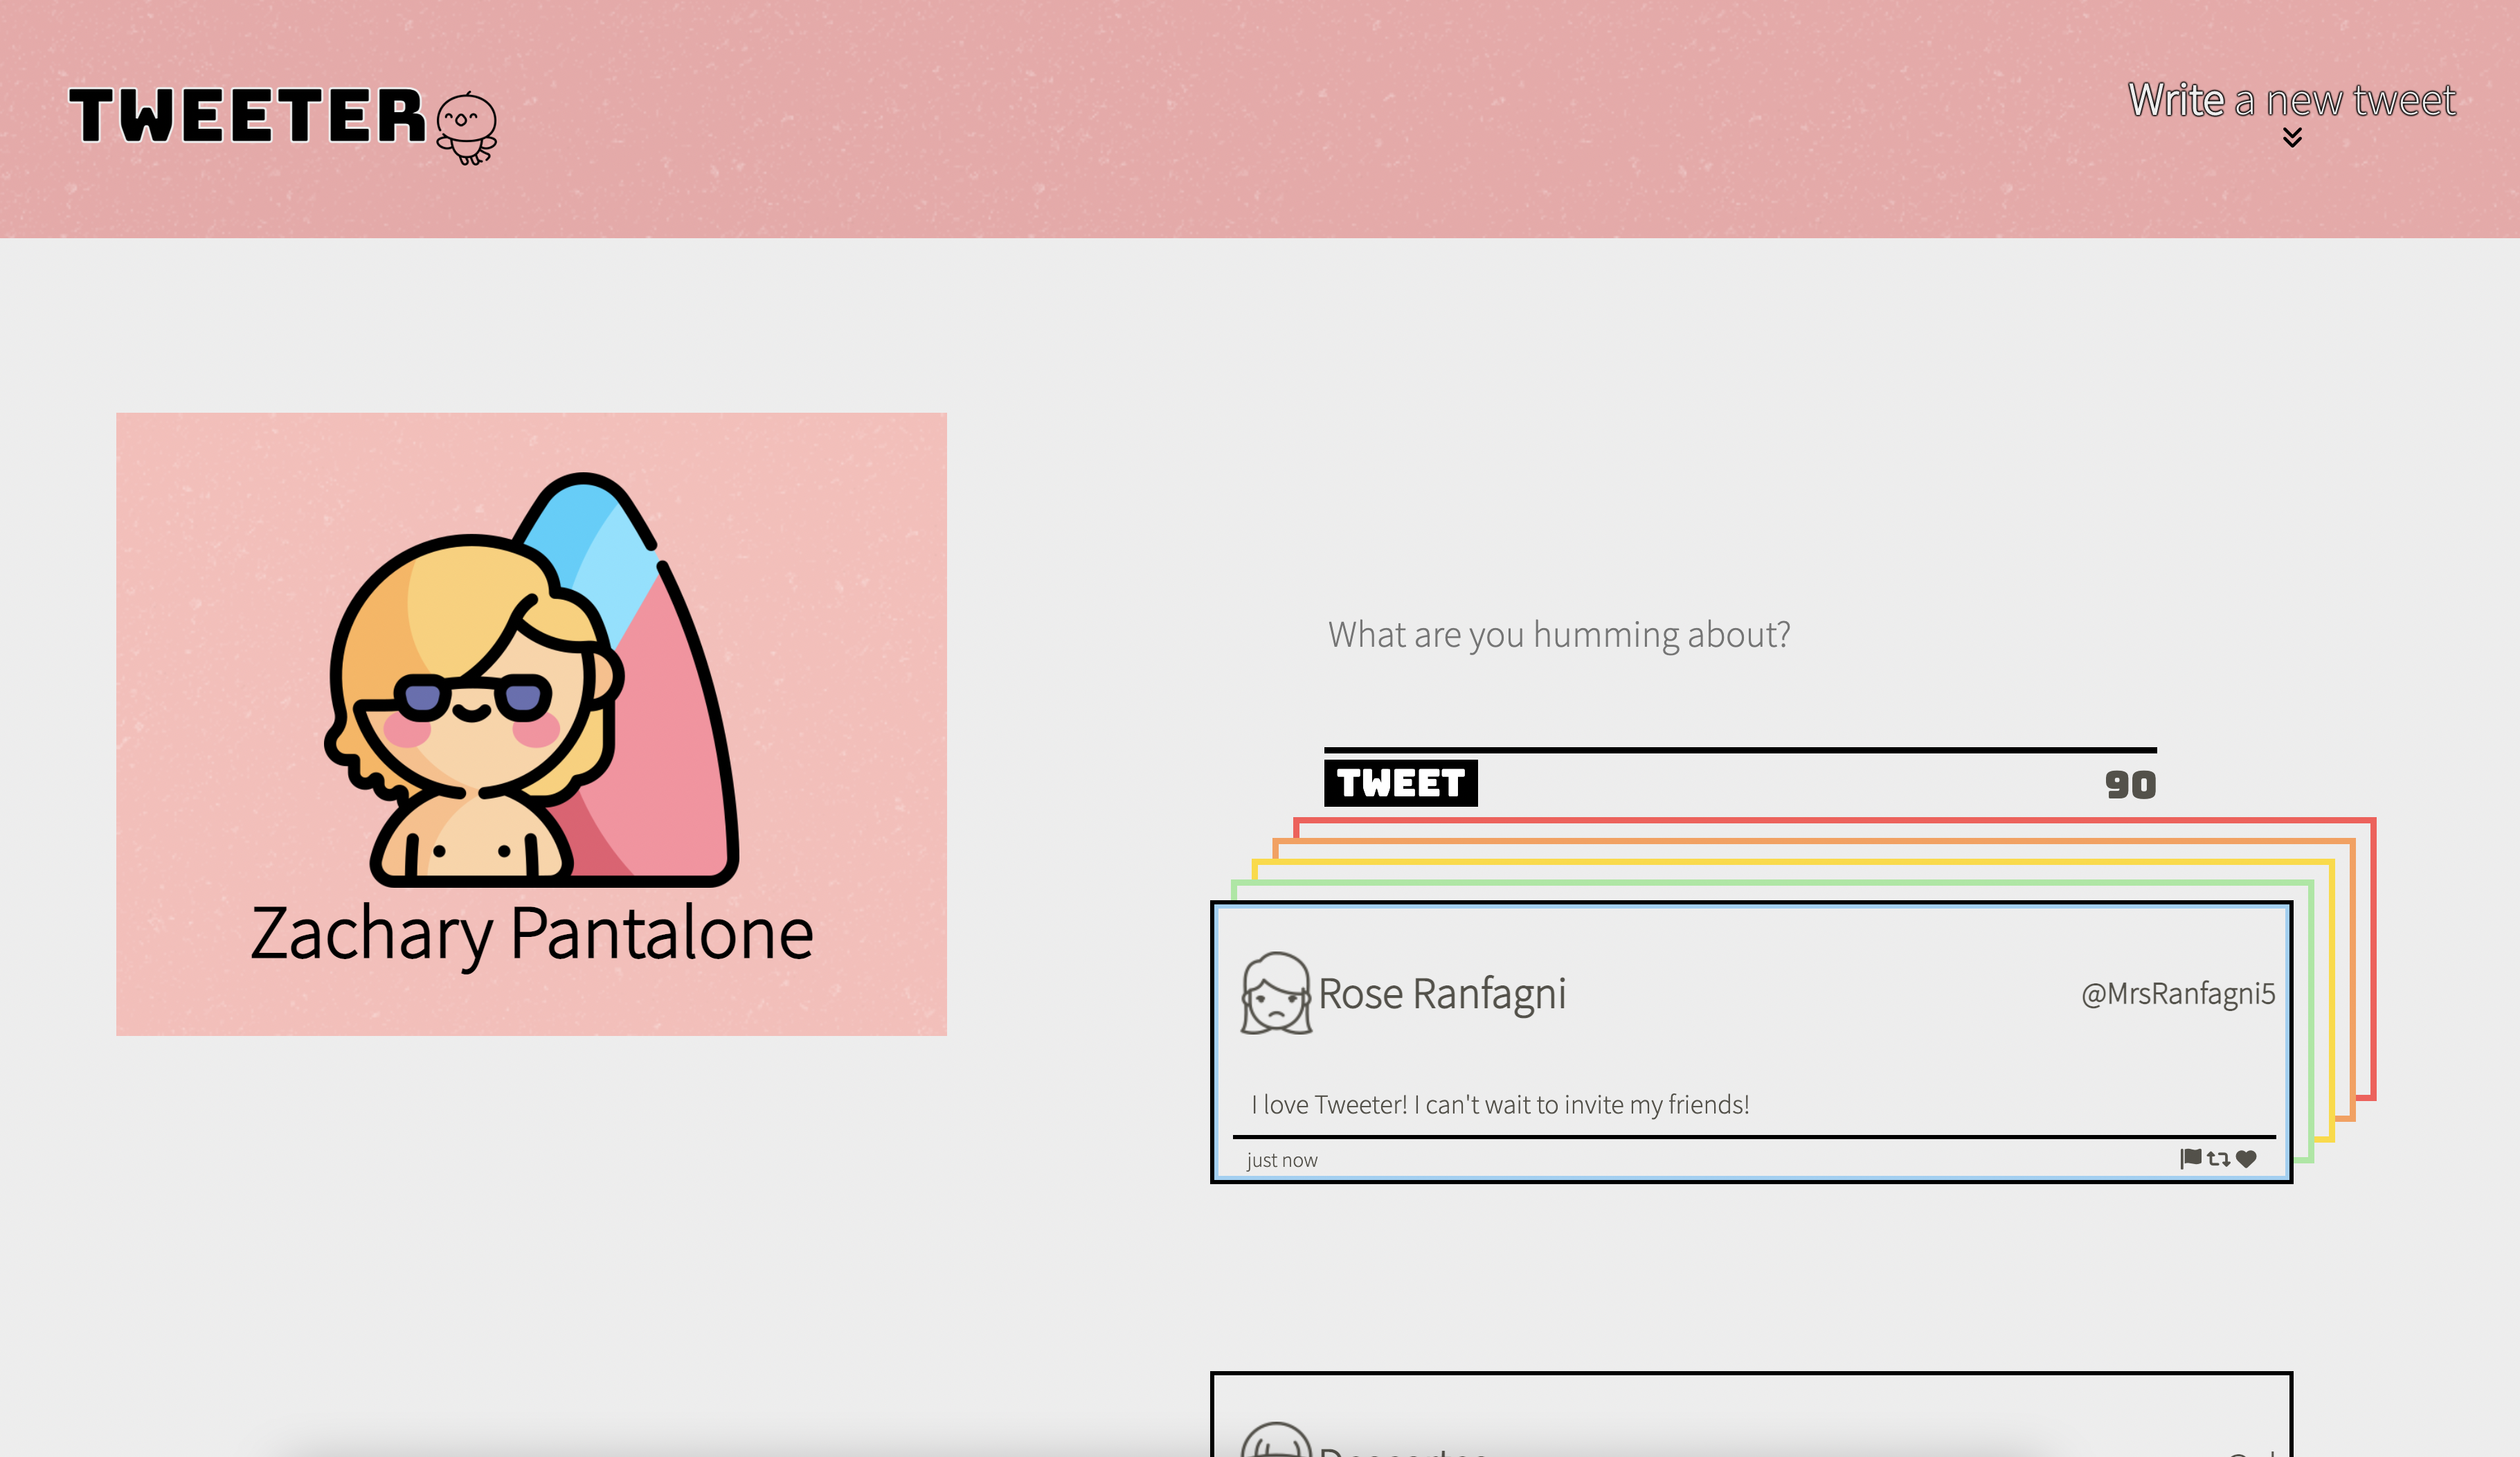 TWEETER
Write a new tweet
Zachary Pantalone
What are you humming about?
TWEET
90
Rose Ranfagni
@MrsRanfagni5
I love Tweeter! I can't wait to invite my friends!
just now